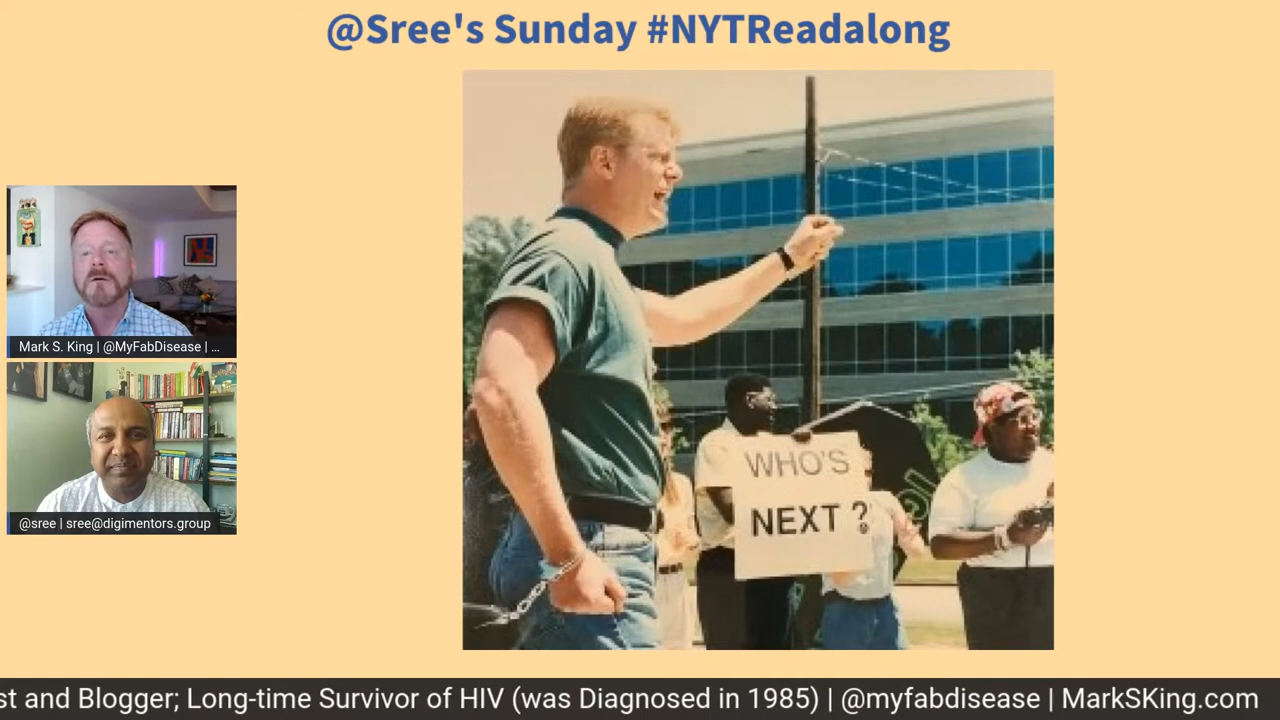 @Sree's Sunday #NYTReadalong
WHO'S
NEXT ?
Mark S. King | @MyFabDisease | ...
@sree | sree@digimentors.group
st and Blogger; Long-time Survivor of HIV (was Diagnosed in 1985) | @myfabdisease | MarkSKing.com